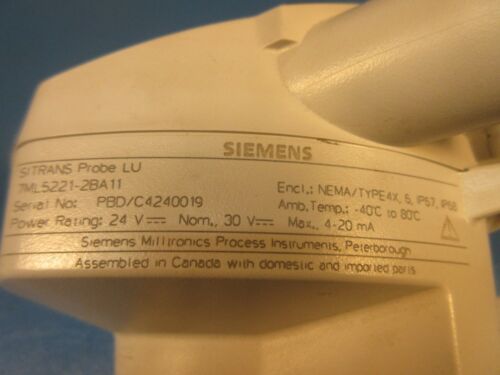 SIEMENS
SITRANS Probe LU
7ML5221-2BA11
Serial No: PBD/C4240019
Power Rating: 24 V⎓ Nom., 30 V⎓ Max., 4-20 mA
Encl.: NEMA/TYPE4X, 6, IP67, IP68
Amb.Temp.: -40°C to 80°C
Siemens Milltronics Process Instruments, Peterborough
Assembled in Canada with domestic and imported parts